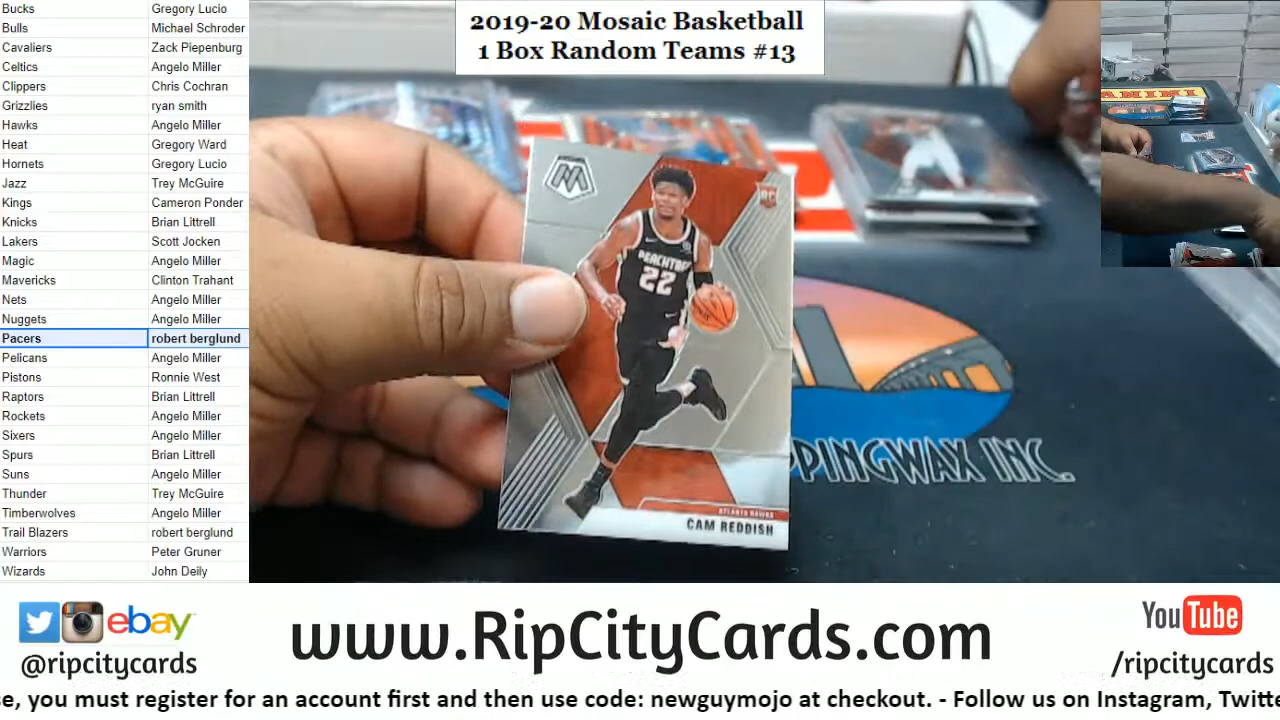 Bucks Gregory Lucio
Bulls Michael Schroder
Cavaliers Zack Piepenburg
Celtics Angelo Miller
Clippers Chris Cochran
Grizzlies ryan smith
Hawks Angelo Miller
Heat Gregory Ward
Hornets Gregory Lucio
Jazz Trey McGuire
Kings Cameron Ponder
Knicks Brian Littrell
Lakers Scott Jocken
Magic Angelo Miller
Mavericks Clinton Trahant
Nets Angelo Miller
Nuggets Angelo Miller
Pacers robert berglund
Pelicans Angelo Miller
Pistons Ronnie West
Raptors Brian Littrell
Rockets Angelo Miller
Sixers Angelo Miller
Spurs Brian Littrell
Suns Angelo Miller
Thunder Trey McGuire
Timberwolves Angelo Miller
Trail Blazers robert berglund
Warriors Peter Gruner
Wizards John Deily
2019-20 Mosaic Basketball
1 Box Random Teams #13
PANINI
M
RC
PEACHTR
22
ATLANTA HAWKS
CAM REDDISH
PPINGWAX INC.
ebay
@ripcitycards
www.RipCityCards.com
YouTube
/ripcitycards
se, you must register for an account first and then use code: newguymojo at checkout. - Follow us on Instagram, Twitte